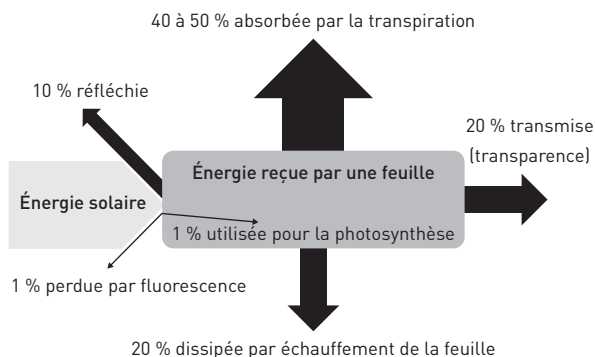 40 à 50 % absorbée par la transpiration
10 % réfléchie
20 % transmise
(transparence)
Énergie reçue par une feuille
Énergie solaire
1 % utilisée pour la photosynthèse
1 % perdue par fluorescence
20 % dissipée par échauffement de la feuille